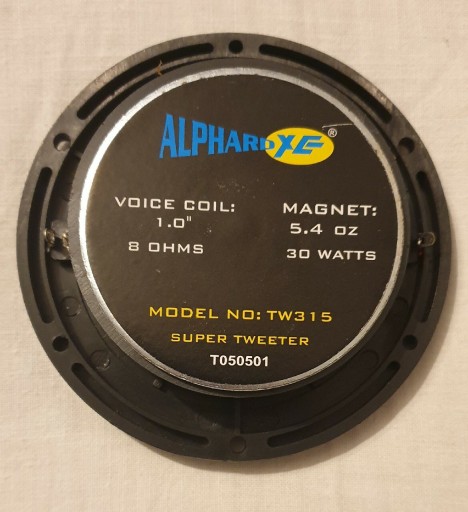 ALPHARD XE ®
VOICE COIL:
1.0"
8 OHMS
MAGNET:
5.4 OZ
30 WATTS
MODEL NO: TW315
SUPER TWEETER
T050501